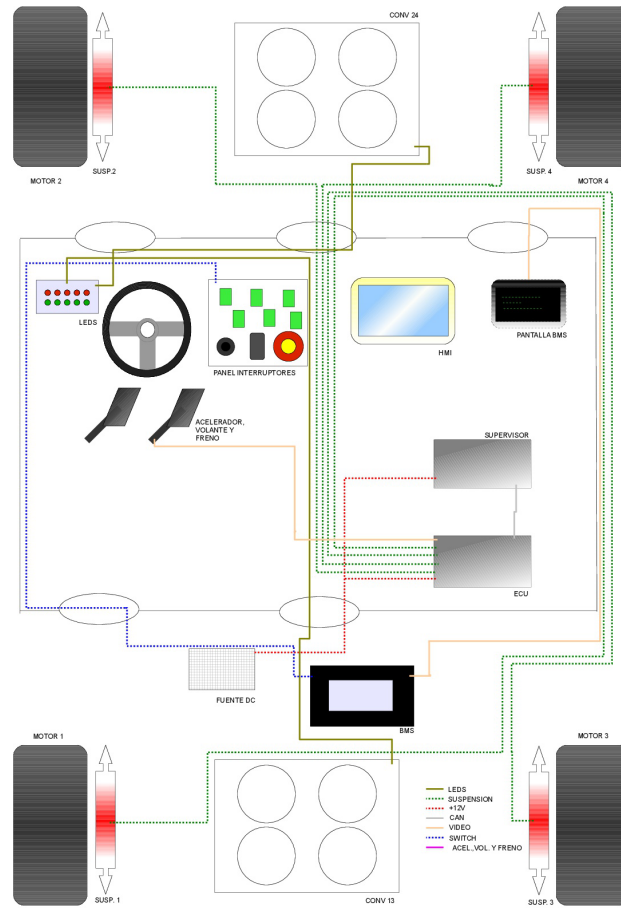 CONV 24
MOTOR 2
SUSP.2
SUSP. 4
MOTOR 4
LEDS
PANEL INTERRUPTORES
HMI
PANTALLA BMS
ACELERADOR,
VOLANTE Y
FRENO
SUPERVISOR
ECU
FUENTE DC
BMS
MOTOR 1
MOTOR 3
LEDS
SUSPENSION
+12V
CAN
VIDEO
SWITCH
ACEL.,VOL. Y FRENO
SUSP. 1
CONV 13
SUSP. 3